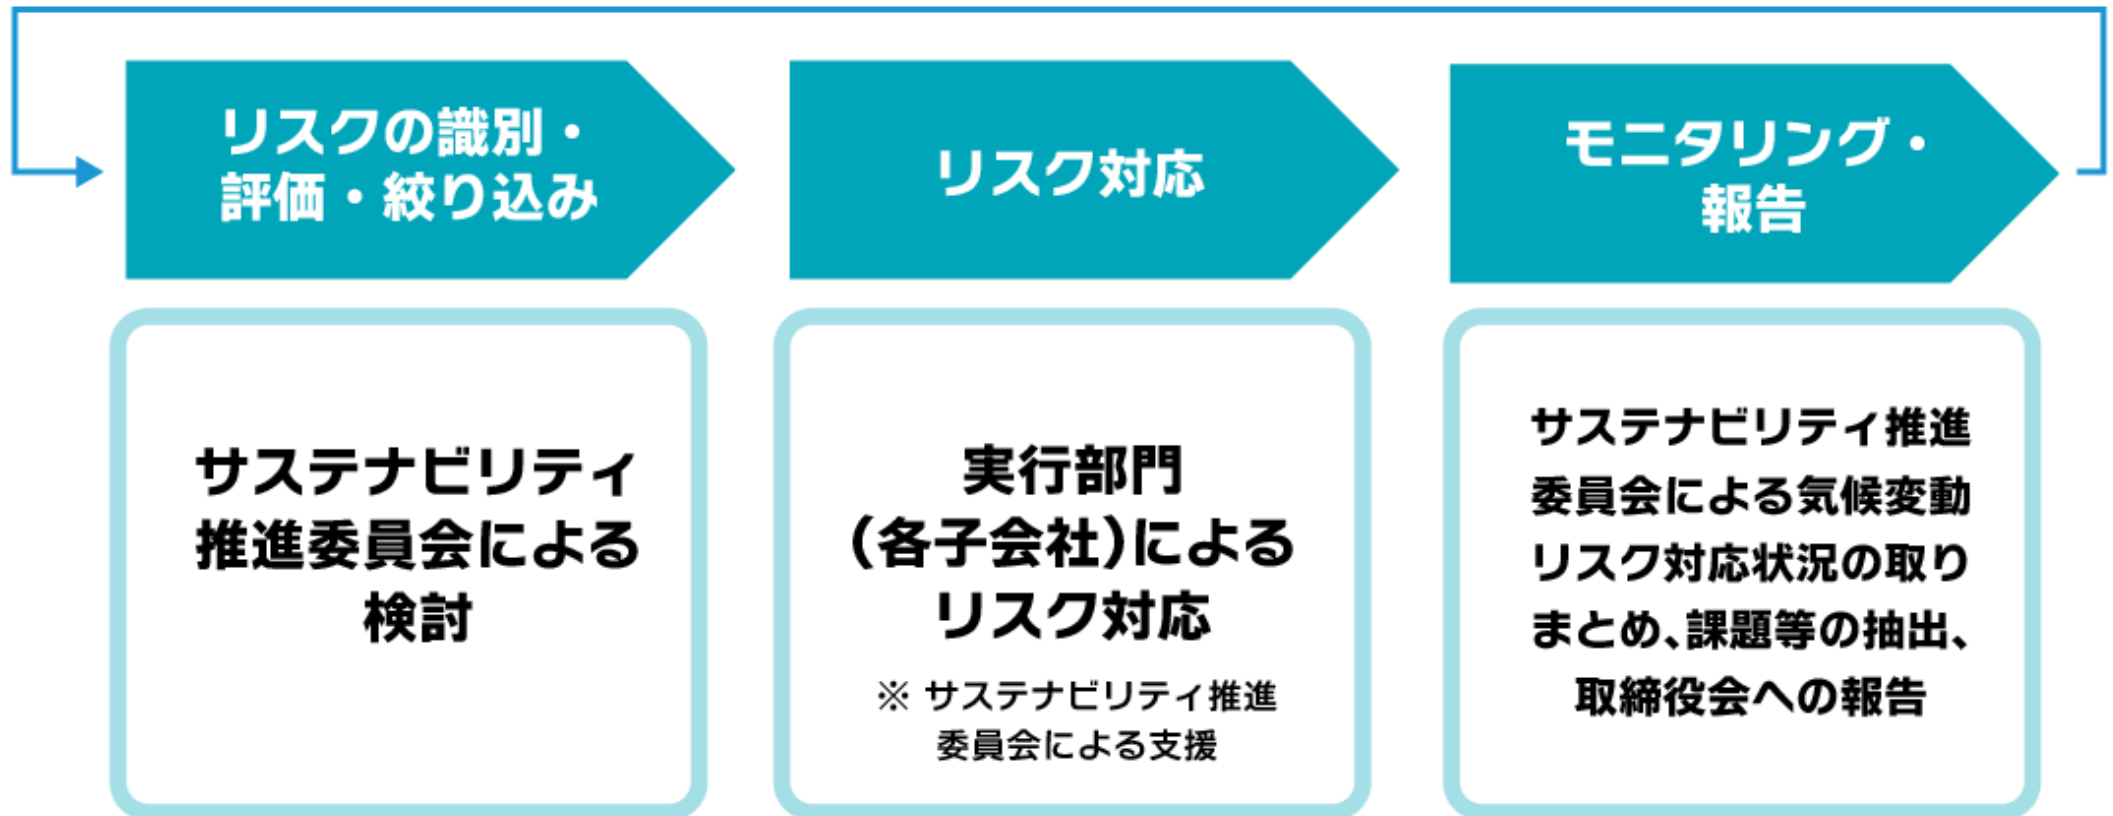 リスクの識別・
評価・絞り込み
リスク対応
モニタリング・
報告
サステナビリティ
推進委員会による
検討
実行部門
（各子会社）による
リスク対応
※ サステナビリティ推進
委員会による支援
サステナビリティ推進
委員会による気候変動
リスク対応状況の取り
まとめ、課題等の抽出、
取締役会への報告